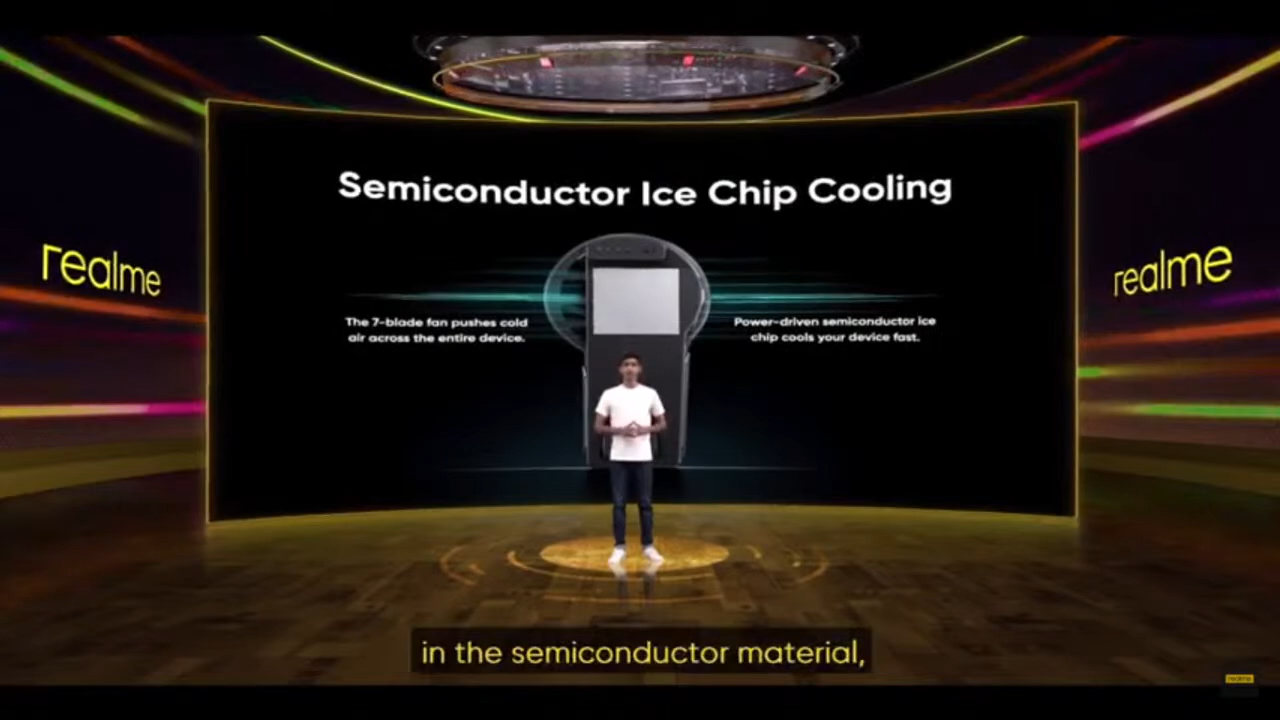 Semiconductor Ice Chip Cooling
realme
realme
The 7-blade fan pushes cold
air across the entire device.
Power-driven semiconductor ice
chip cools your device fast.
in the semiconductor material,
realme